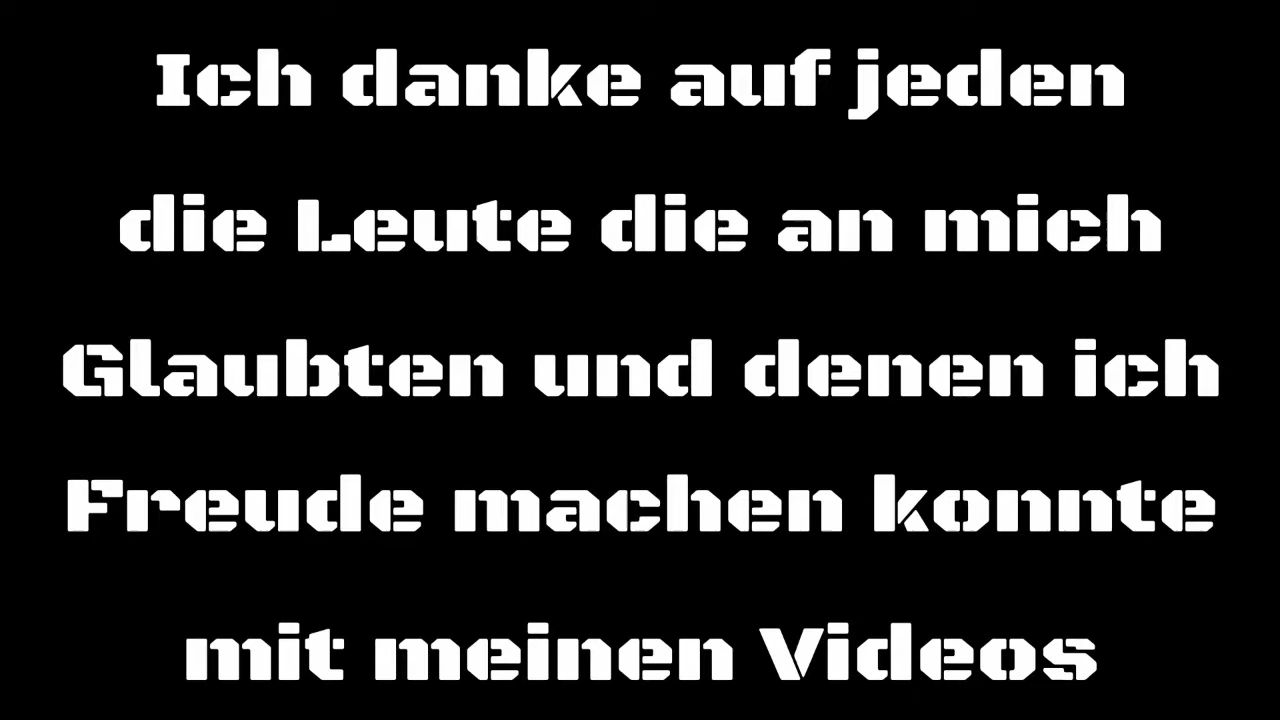 Ich danke auf jeden
die Leute die an mich
Glaubten und denen ich
Freude machen konnte
mit meinen Videos